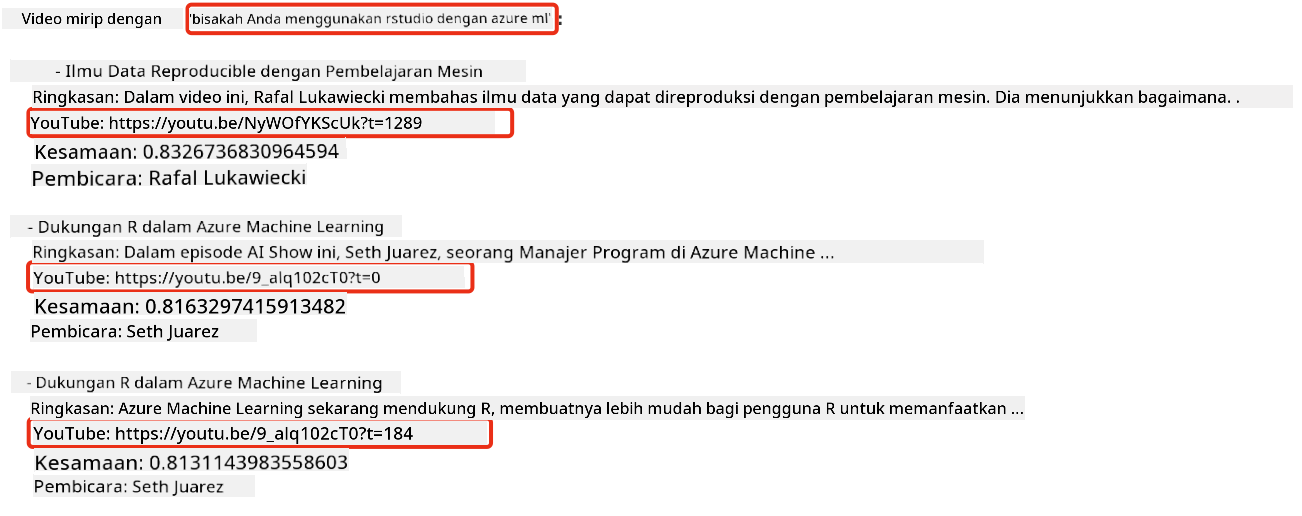 Video mirip dengan 'bisakah Anda menggunakan rstudio dengan azure ml':
- Ilmu Data Reproducible dengan Pembelajaran Mesin
Ringkasan: Dalam video ini, Rafal Lukawiecki membahas ilmu data yang dapat direproduksi dengan pembelajaran mesin. Dia menunjukkan bagaimana. .
YouTube: https://youtu.be/NyWOfYKScUk?t=1289
Kesamaan: 0.8326736830964594
Pembicara: Rafal Lukawiecki
- Dukungan R dalam Azure Machine Learning
Ringkasan: Dalam episode AI Show ini, Seth Juarez, seorang Manajer Program di Azure Machine ...
YouTube: https://youtu.be/9_alq102cT0?t=0
Kesamaan: 0.8163297415913482
Pembicara: Seth Juarez
- Dukungan R dalam Azure Machine Learning
Ringkasan: Azure Machine Learning sekarang mendukung R, membuatnya lebih mudah bagi pengguna R untuk memanfaatkan ...
YouTube: https://youtu.be/9_alq102cT0?t=184
Kesamaan: 0.8131143983558603
Pembicara: Seth Juarez